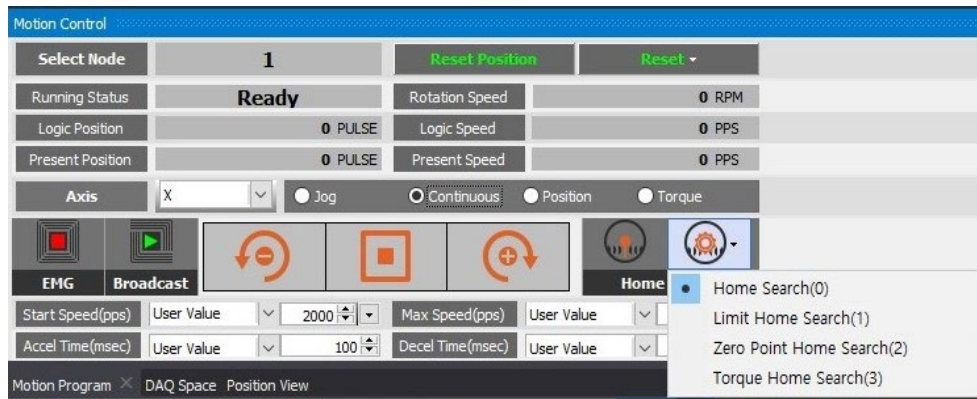 Motion Control
Select Node 1 Reset Position Reset
Running Status Ready Rotation Speed 0 RPM
Logic Position 0 PULSE Logic Speed 0 PPS
Present Position 0 PULSE Present Speed 0 PPS
Axis X Jog Continuous Position Torque
EMG Broadcast Home
Home Search(0)
Start Speed(pps) User Value 2000 Max Speed(pps) User Value
Limit Home Search(1)
Accel Time(msec) User Value 100 Decel Time(msec) User Value
Zero Point Home Search(2)
Motion Program DAQ Space Position View
Torque Home Search(3)